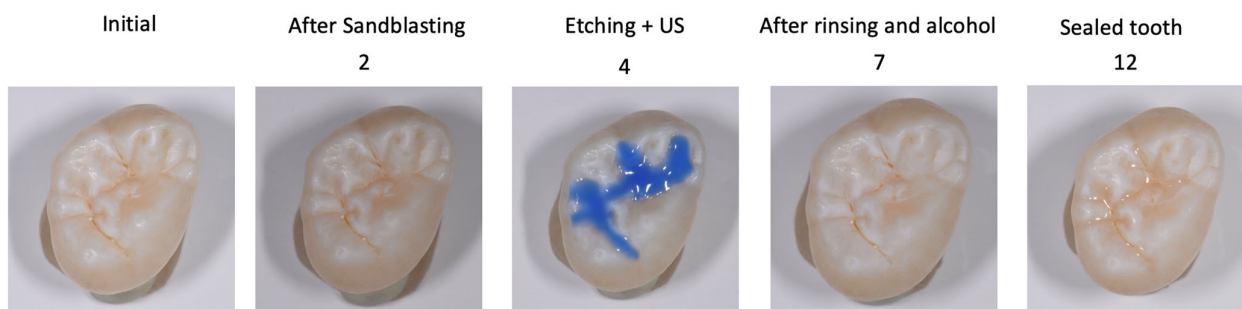 Initial
After Sandblasting
2
Etching + US
4
After rinsing and alcohol
7
Sealed tooth
12